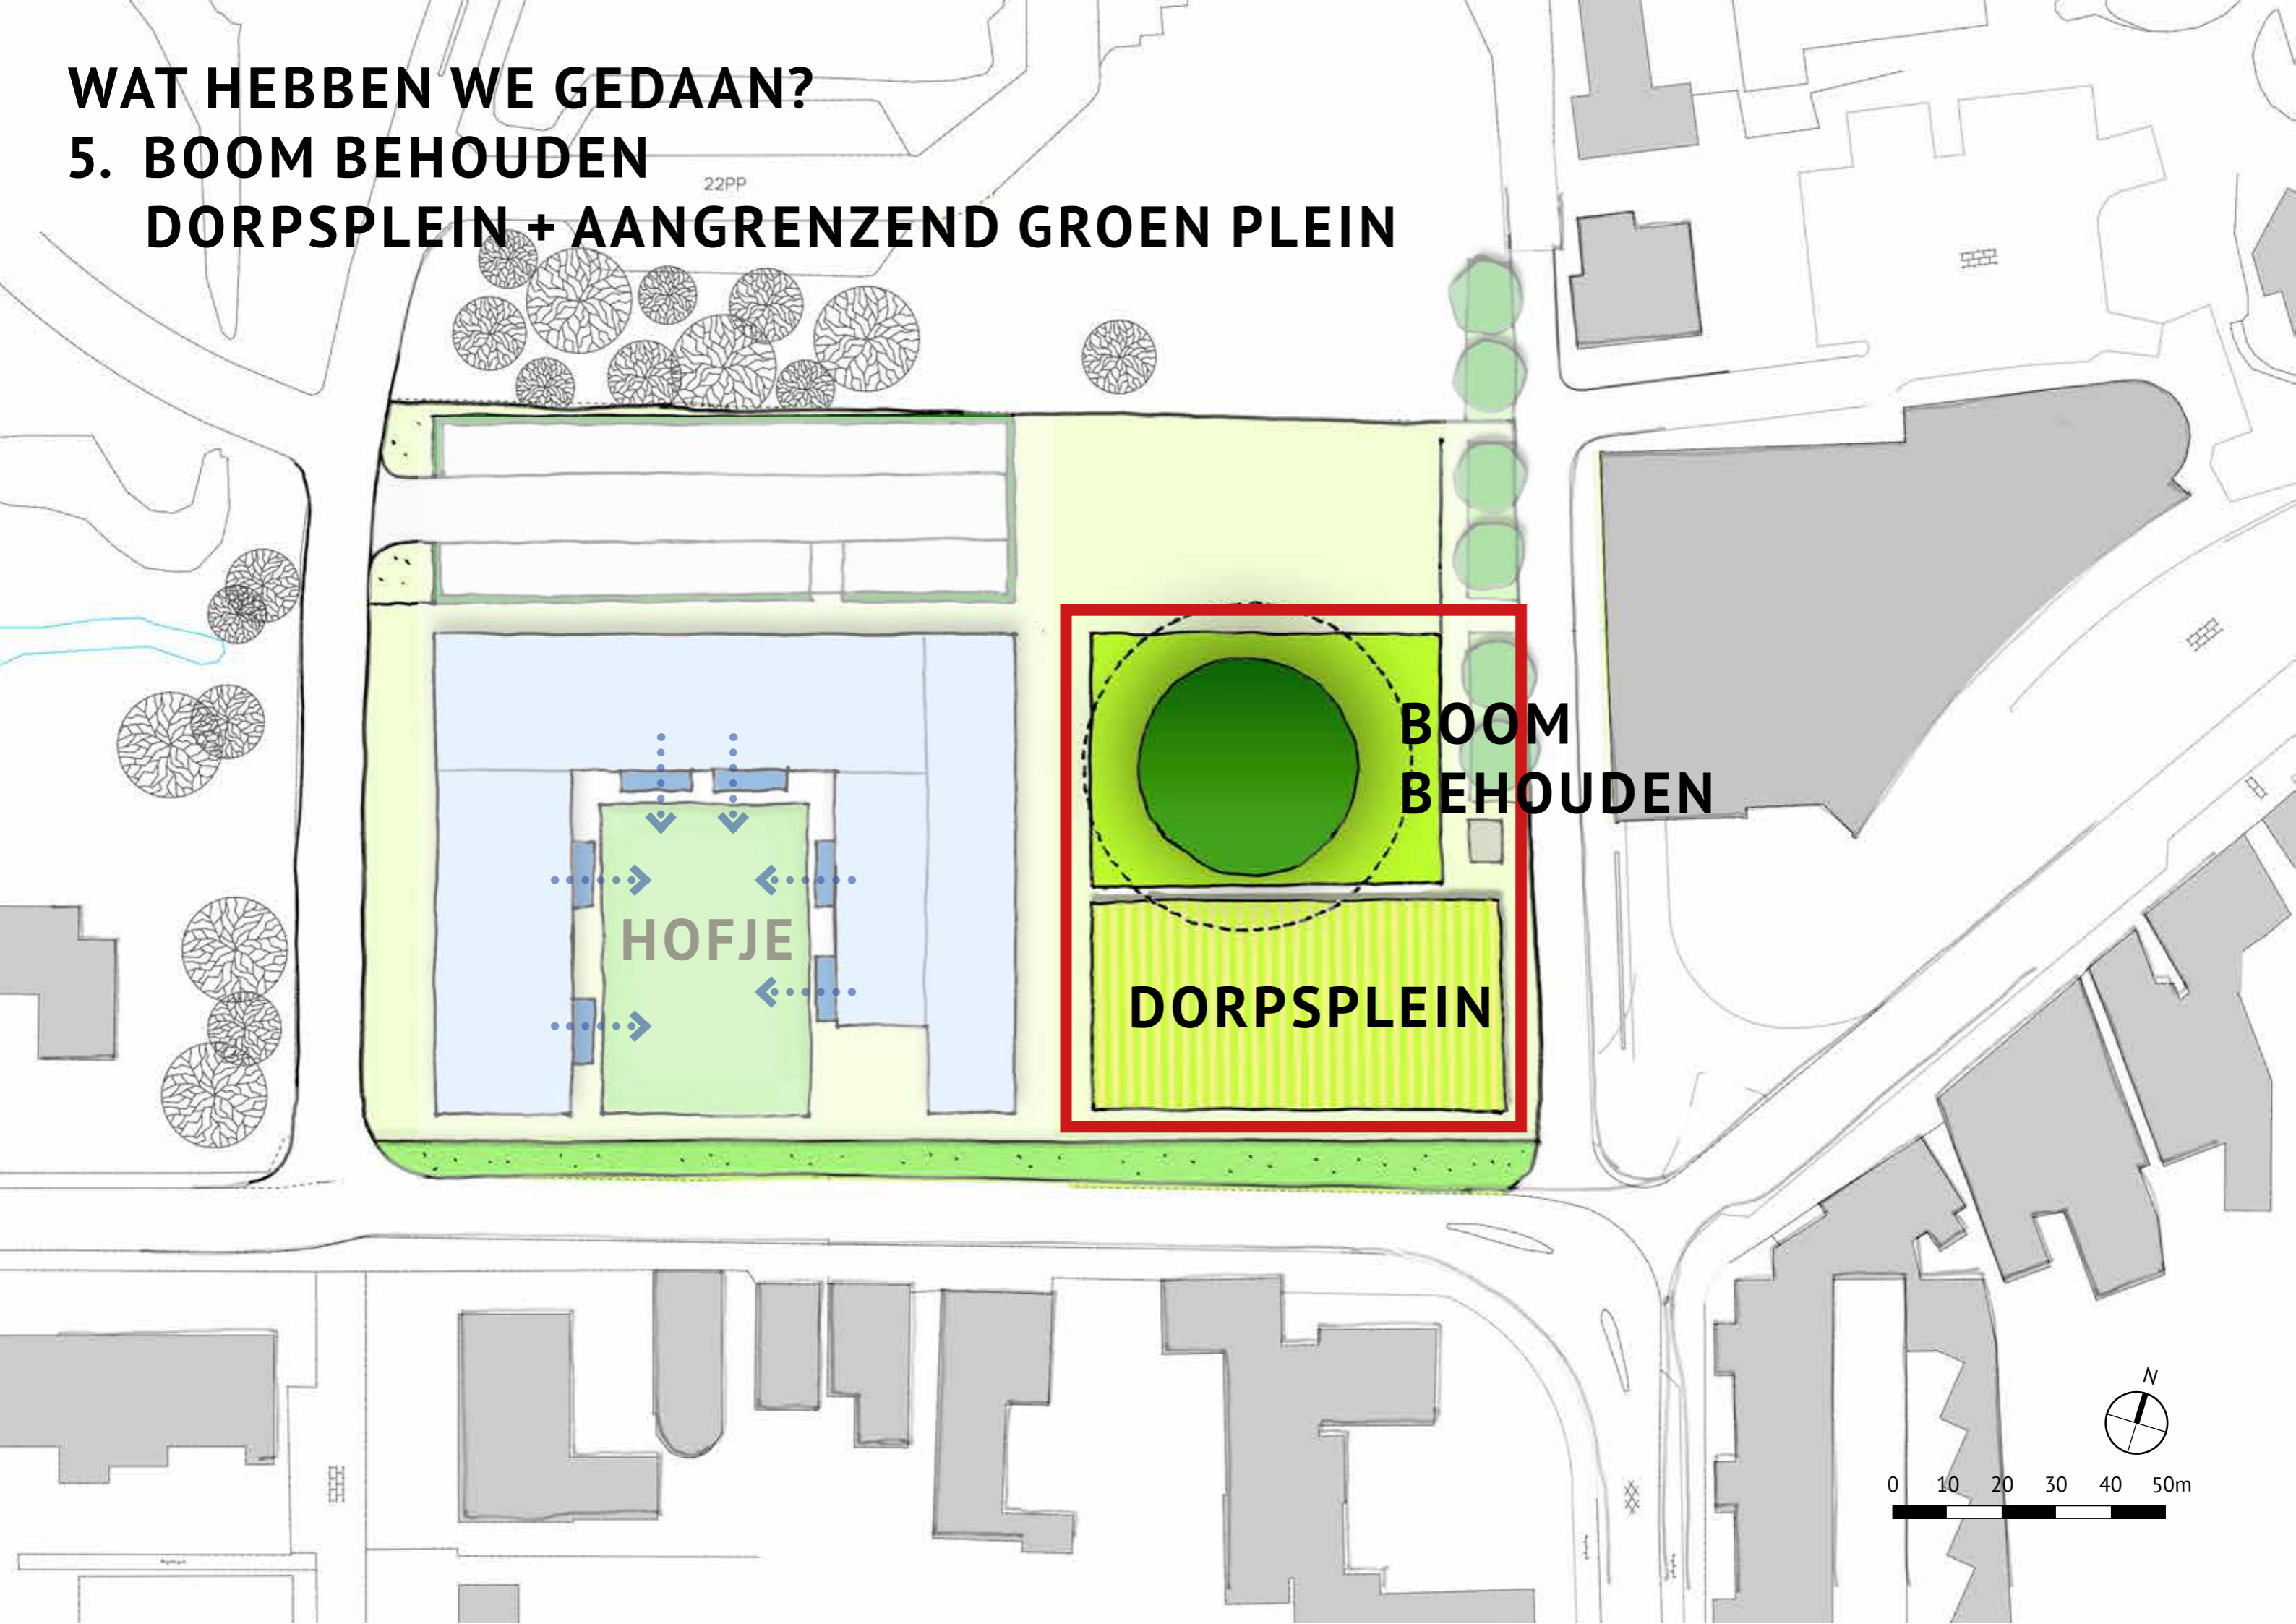 WAT HEBBEN WE GEDAAN?
5. BOOM BEHOUDEN
22PP
DORPSPLEIN + AANGRENZEND GROEN PLEIN
BOOM
BEHOUDEN
HOFJE
DORPSPLEIN
N
0 10 20 30 40 50m